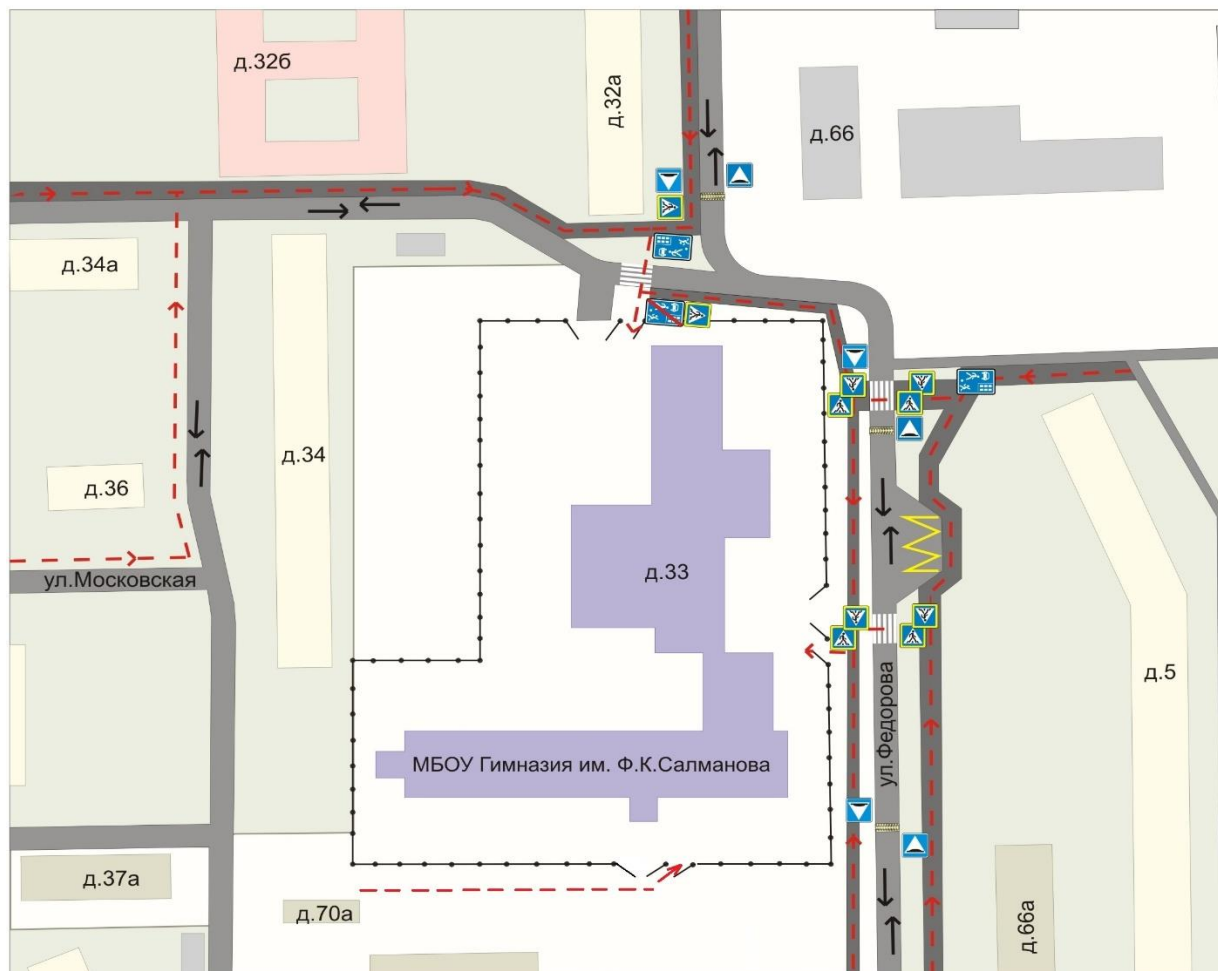 д.32б
д.32а
д.66
д.34а
д.34
д.36
ул.Московская
д.33
д.5
ул.Федорова
МБОУ Гимназия им. Ф.К.Салманова
д.37а
д.70а
д.66а